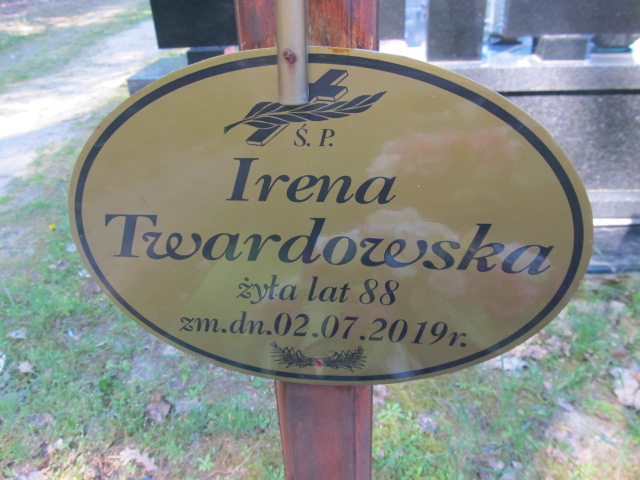 Ś. P.
Irena
Twardowska
żyła lat 88
zm.dn.02.07.2019r.